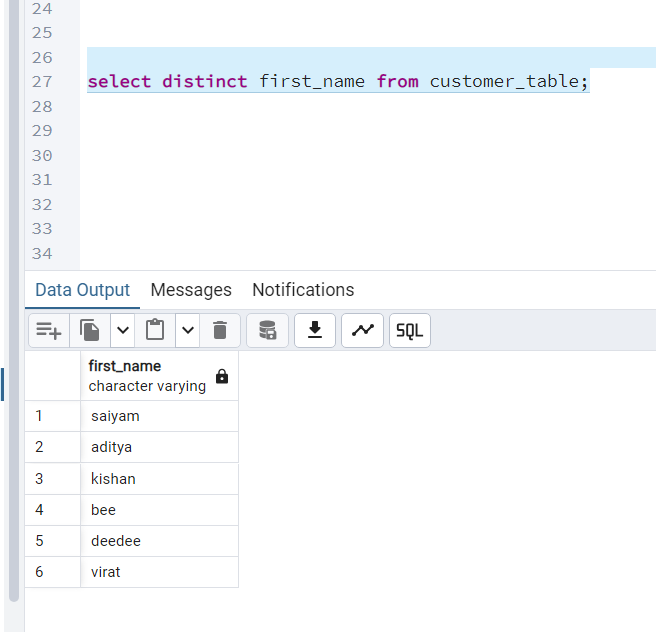 24
25
26
27 select distinct first_name from customer_table;
28
29
30
31
32
33
34
Data Output Messages Notifications
SQL
first_name
character varying
1 saiyam
2 aditya
3 kishan
4 bee
5 deedee
6 virat